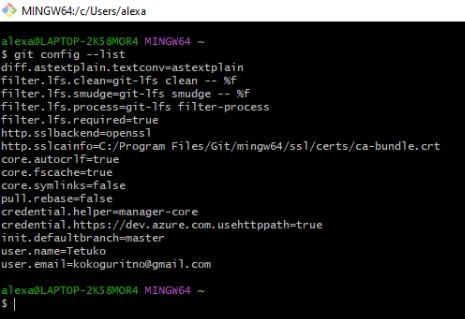 MINGW64:/c/Users/alexa
alexa@LAPTOP-2K58MOR4 MINGW64 ~
$ git config --list
diff.astextplain.textconv=astextplain
filter.lfs.clean=git-lfs clean -- %f
filter.lfs.smudge=git-lfs smudge -- %f
filter.lfs.process=git-lfs filter-process
filter.lfs.required=true
http.sslbackend=openssl
http.sslcainfo=C:/Program Files/Git/mingw64/ssl/certs/ca-bundle.crt
core.autocrlf=true
core.fscache=true
core.symlinks=false
pull.rebase=false
credential.helper=manager-core
credential.https://dev.azure.com.usehttppath=true
init.defaultbranch=master
user.name=Tetuko
user.email=kokoguritno@gmail.com
alexa@LAPTOP-2K58MOR4 MINGW64 ~
$